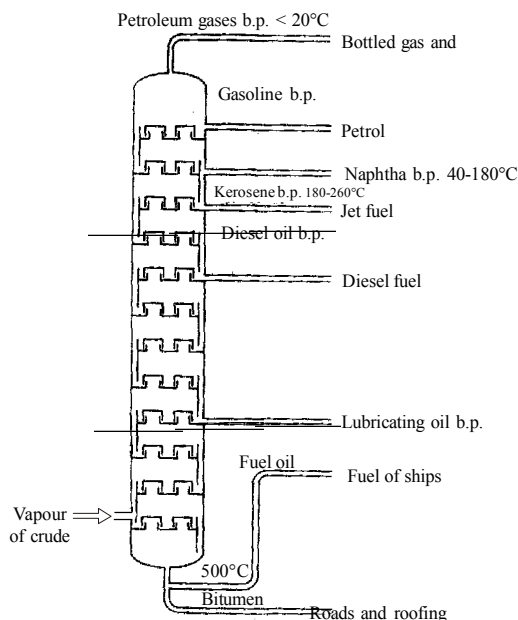 Petroleum gases b.p. < 20°C
Bottled gas and
Gasoline b.p.
Petrol
Naphtha b.p. 40-180°C
Kerosene b.p. 180-260°C
Jet fuel
Diesel oil b.p.
Diesel fuel
Lubricating oil b.p.
Fuel oil
Fuel of ships
Vapour
of crude
500°C
Bitumen
Roads and roofing